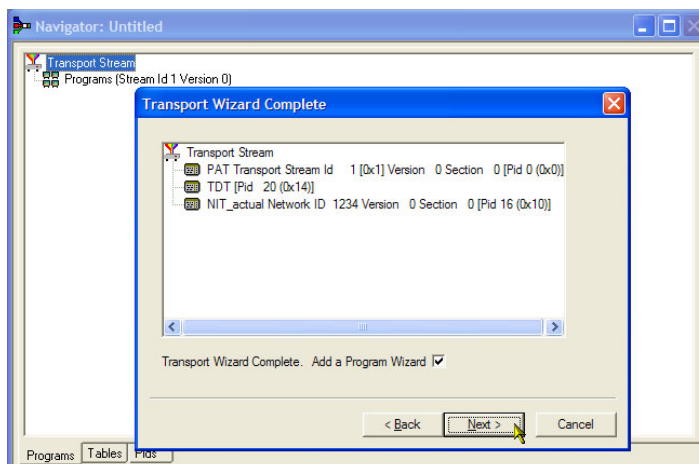 Navigator: Untitled
Transport Stream
Programs (Stream Id 1 Version 0)
Transport Wizard Complete
Transport Stream
PAT Transport Stream Id 1 [0x1] Version 0 Section 0 [Pid 0 (0x0)]
TDT [Pid 20 (0x14)]
NIT_actual Network ID 1234 Version 0 Section 0 [Pid 16 (0x10)]
Transport Wizard Complete. Add a Program Wizard
< Back Next > Cancel
Programs Tables Pids